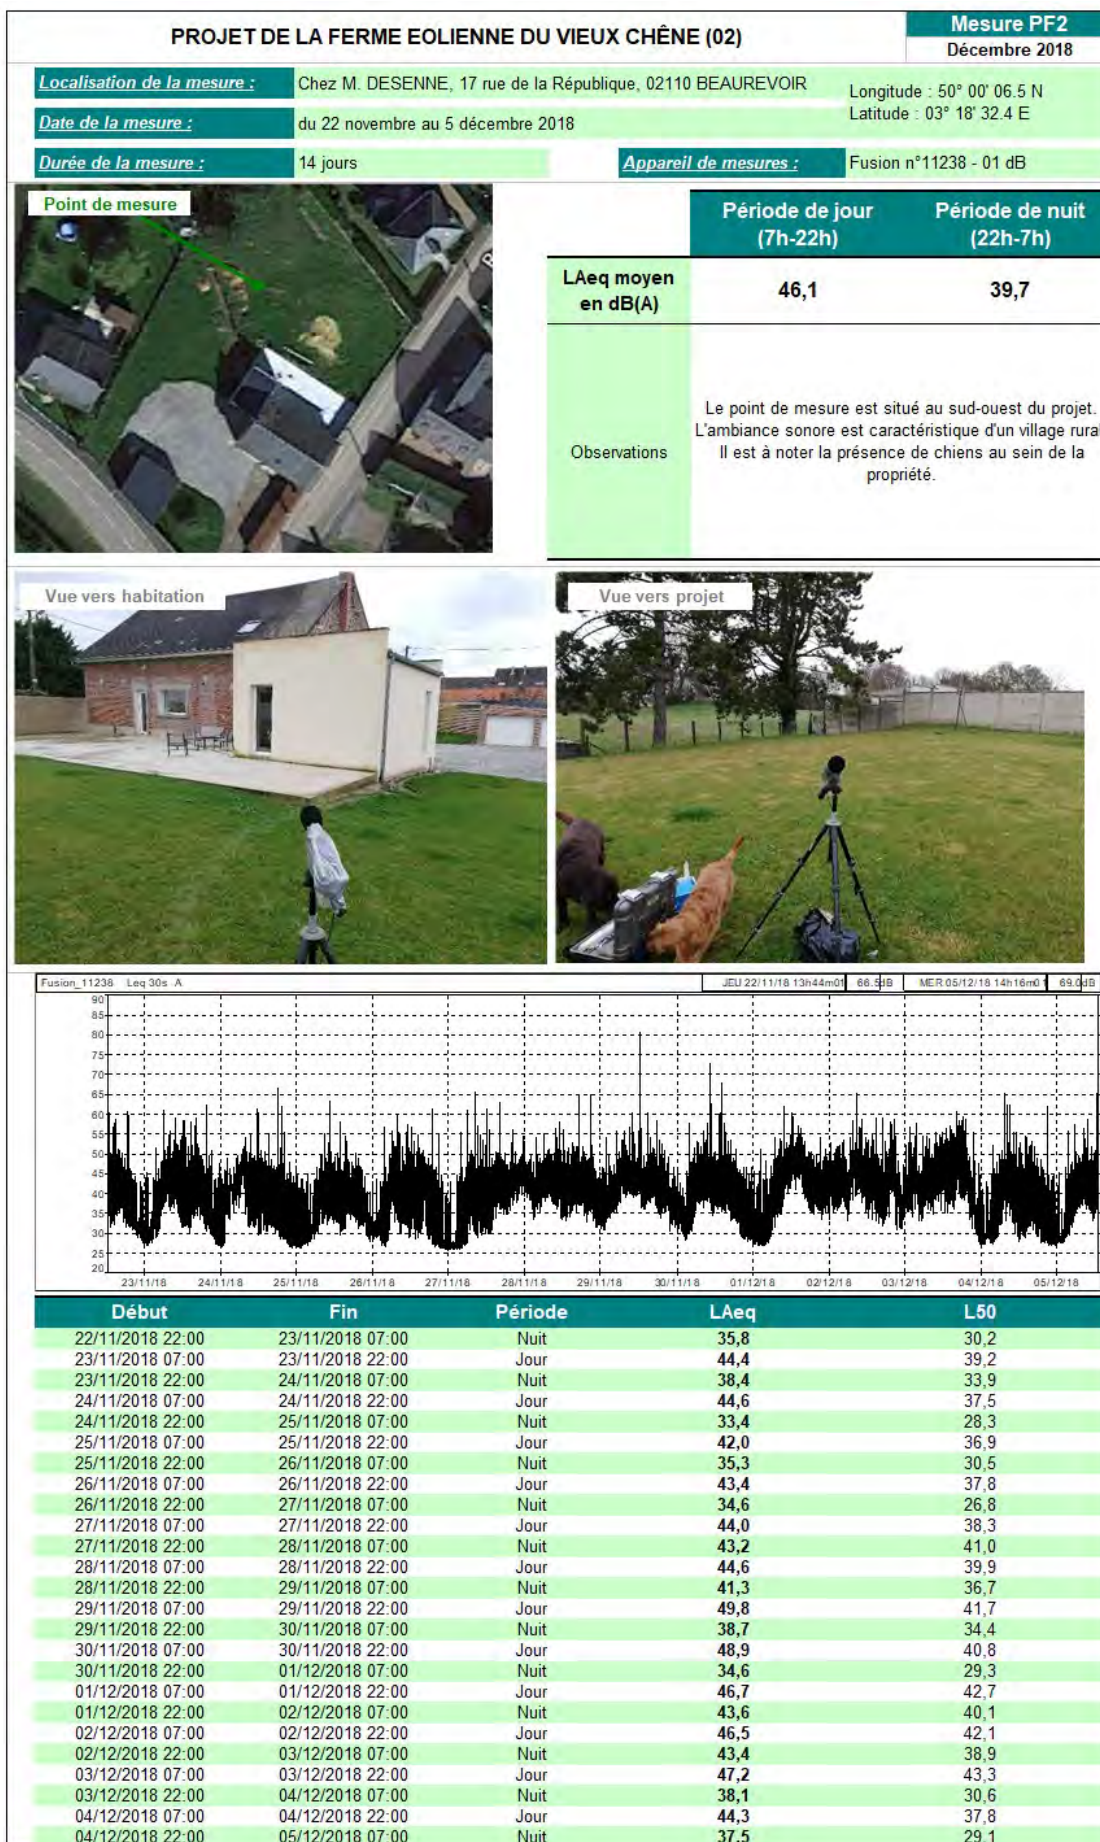 PROJET DE LA FERME EOLIENNE DU VIEUX CHÊNE (02)
Mesure PF2
Décembre 2018
Localisation de la mesure :
Chez M. DESENNE, 17 rue de la République, 02110 BEAUREVOIR
Longitude : 50° 00' 06.5 N
Latitude : 03° 18' 32.4 E
Date de la mesure :
du 22 novembre au 5 décembre 2018
Durée de la mesure :
14 jours
Appareil de mesures :
Fusion n°11238 - 01 dB
Point de mesure
Période de jour (7h-22h)
Période de nuit (22h-7h)
LAeq moyen en dB(A)
46,1
39,7
Observations
Le point de mesure est situé au sud-ouest du projet.
L'ambiance sonore est caractéristique d'un village rural
Il est à noter la présence de chiens au sein de la
propriété.
Vue vers habitation
Vue vers projet
Fusion_11238 Leq 30s A
JEU 22/11/18 13h44m01 66.5dB
MER 05/12/18 14h16m01 69.0dB
90
85
80
75
70
65
60
55
50
45
40
35
30
25
20
23/11/18 24/11/18 25/11/18 26/11/18 27/11/18 28/11/18 29/11/18 30/11/18 01/12/18 02/12/18 03/12/18 04/12/18 05/12/18
Début Fin Période LAeq L50
22/11/2018 22:00 23/11/2018 07:00 Nuit 35,8 30,2
23/11/2018 07:00 23/11/2018 22:00 Jour 44,4 39,2
23/11/2018 22:00 24/11/2018 07:00 Nuit 38,4 33,9
24/11/2018 07:00 24/11/2018 22:00 Jour 44,6 37,5
24/11/2018 22:00 25/11/2018 07:00 Nuit 33,4 28,3
25/11/2018 07:00 25/11/2018 22:00 Jour 42,0 36,9
25/11/2018 22:00 26/11/2018 07:00 Nuit 35,3 30,5
26/11/2018 07:00 26/11/2018 22:00 Jour 43,4 37,8
26/11/2018 22:00 27/11/2018 07:00 Nuit 34,6 26,8
27/11/2018 07:00 27/11/2018 22:00 Jour 44,0 38,3
27/11/2018 22:00 28/11/2018 07:00 Nuit 43,2 41,0
28/11/2018 07:00 28/11/2018 22:00 Jour 44,6 39,9
28/11/2018 22:00 29/11/2018 07:00 Nuit 41,3 36,7
29/11/2018 07:00 29/11/2018 22:00 Jour 49,8 41,7
29/11/2018 22:00 30/11/2018 07:00 Nuit 38,7 34,4
30/11/2018 07:00 30/11/2018 22:00 Jour 48,9 40,8
30/11/2018 22:00 01/12/2018 07:00 Nuit 34,6 29,3
01/12/2018 07:00 01/12/2018 22:00 Jour 46,7 42,7
01/12/2018 22:00 02/12/2018 07:00 Nuit 43,6 40,1
02/12/2018 07:00 02/12/2018 22:00 Jour 46,5 42,1
02/12/2018 22:00 03/12/2018 07:00 Nuit 43,4 38,9
03/12/2018 07:00 03/12/2018 22:00 Jour 47,2 43,3
03/12/2018 22:00 04/12/2018 07:00 Nuit 38,1 30,6
04/12/2018 07:00 04/12/2018 22:00 Jour 44,3 37,8
04/12/2018 22:00 05/12/2018 07:00 Nuit 37,5 29,1